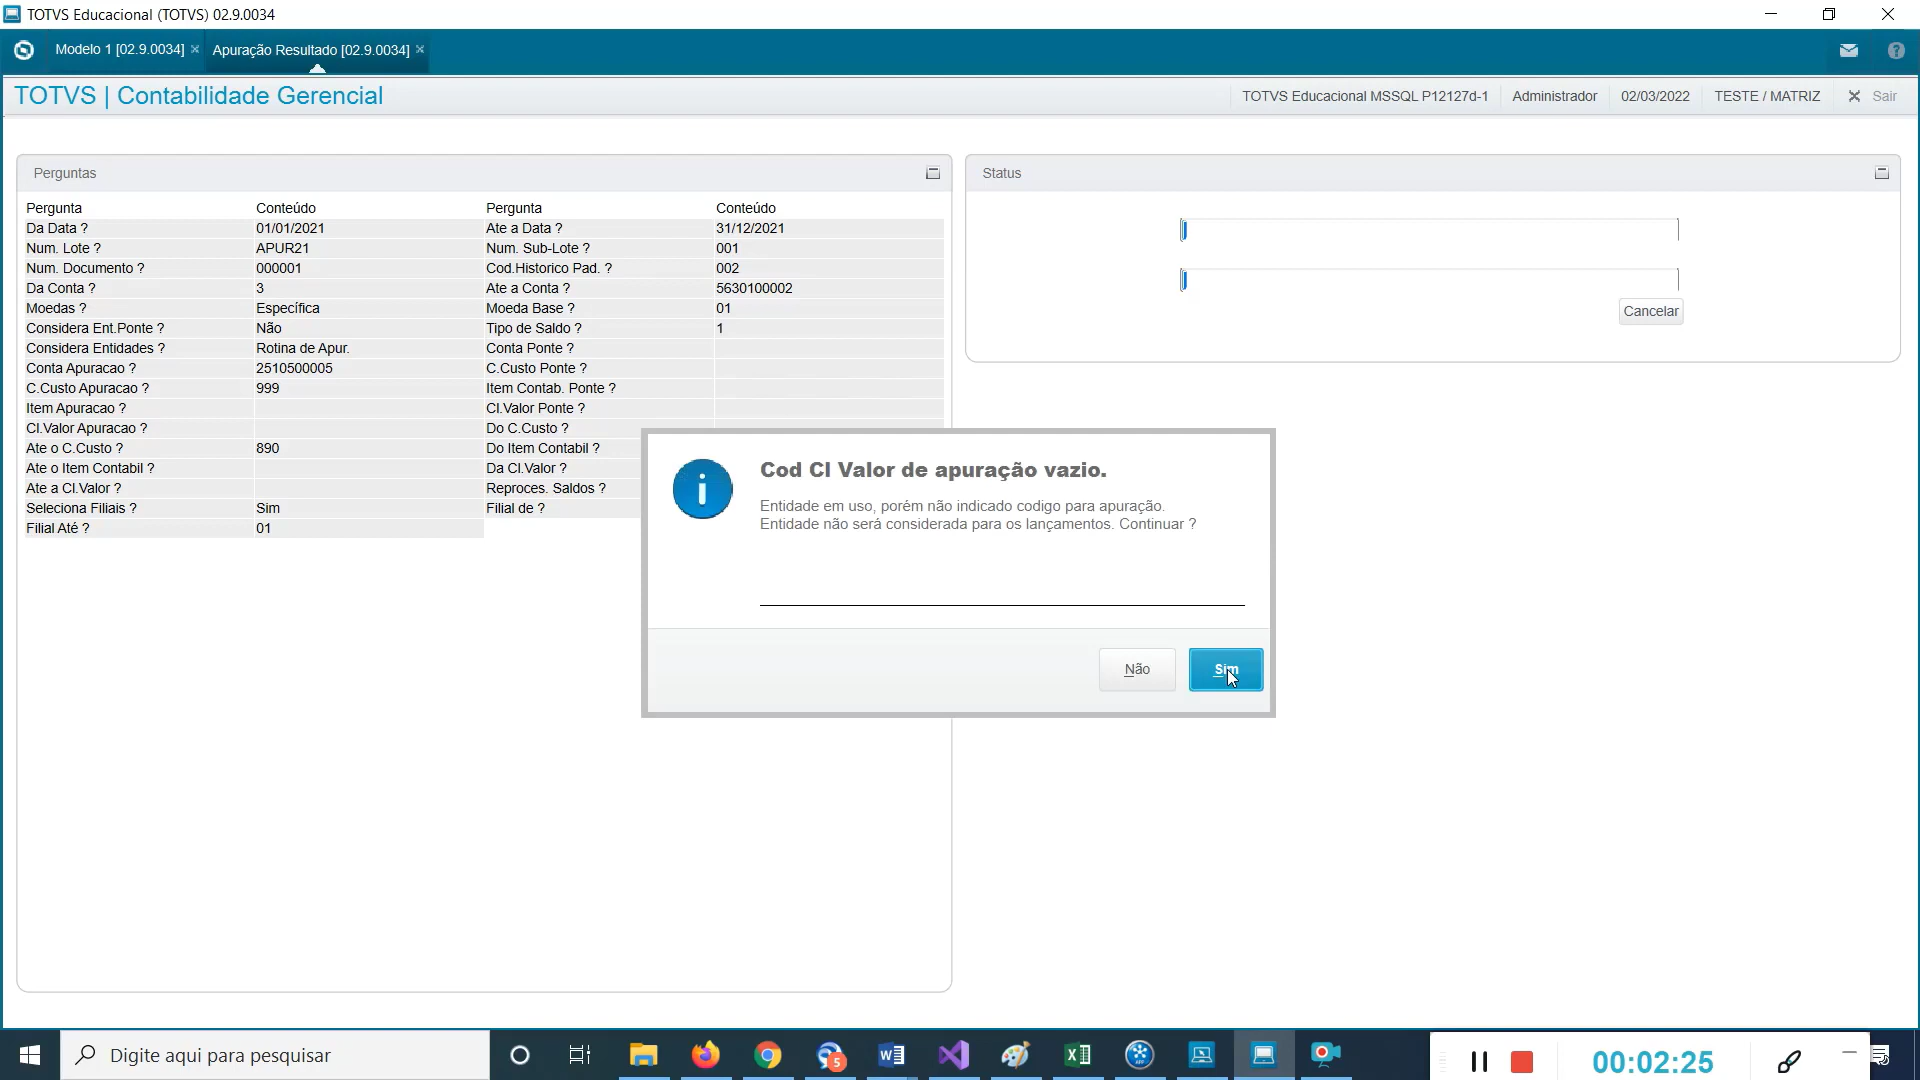 TOTVS Educacional (TOTVS) 02.9.0034
Modelo 1 [02.9.0034]
Apuração Resultado [02.9.0034]
TOTVS | Contabilidade Gerencial
TOTVS Educacional MSSQL P12127d-1
Administrador
02/03/2022
TESTE / MATRIZ
Sair
Perguntas
Pergunta Conteúdo Pergunta Conteúdo
Da Data ? 01/01/2021 Ate a Data ? 31/12/2021
Num. Lote ? APUR21 Num. Sub-Lote ? 001
Num. Documento ? 000001 Cod.Historico Pad. ? 002
Da Conta ? 3 Ate a Conta ? 5630100002
Moedas ? Específica Moeda Base ? 01
Considera Ent.Ponte ? Não Tipo de Saldo ? 1
Considera Entidades ? Rotina de Apur. Conta Ponte ?
Conta Apuracao ? 2510500005 C.Custo Ponte ?
C.Custo Apuracao ? 999 Item Contab. Ponte ?
Item Apuracao ? Cl.Valor Ponte ?
Cl.Valor Apuracao ? Do C.Custo ?
Ate o C.Custo ? 890 Do Item Contabil ?
Ate o Item Contabil ? Da Cl.Valor ?
Ate a Cl.Valor ? Reproces. Saldos ?
Seleciona Filiais ? Sim Filial de ?
Filial Até ? 01
Status
Cancelar
Cod Cl Valor de apuração vazio.
Entidade em uso, porém não indicado codigo para apuração.
Entidade não será considerada para os lançamentos. Continuar ?
Não
Sim
Digite aqui para pesquisar
5
00:02:25